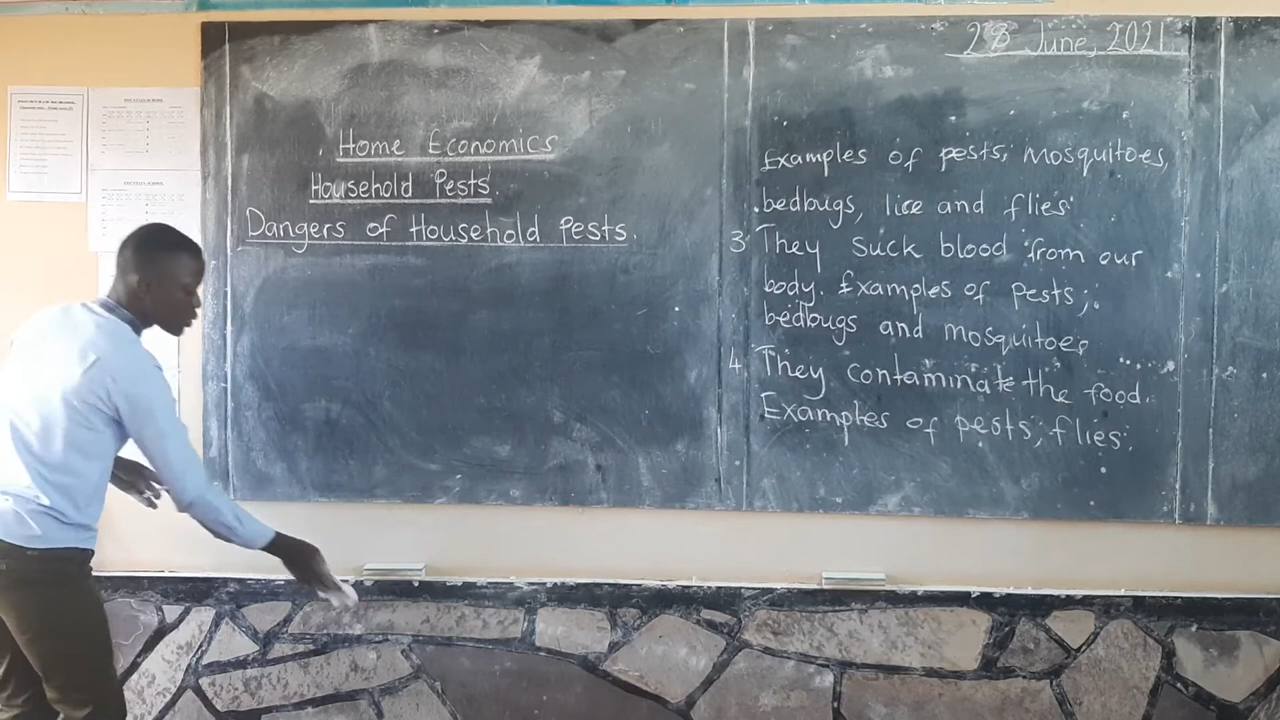 Home Economics
Household Pests.
Dangers of Household Pests.
28 June, 2021
Examples of pests; Mosquitoes,
bedbugs, lice and flies.
3. They suck blood from our
body. Examples of pests;
bedbugs and mosquitoes
4. They contaminate the food.
Examples of pests; flies.